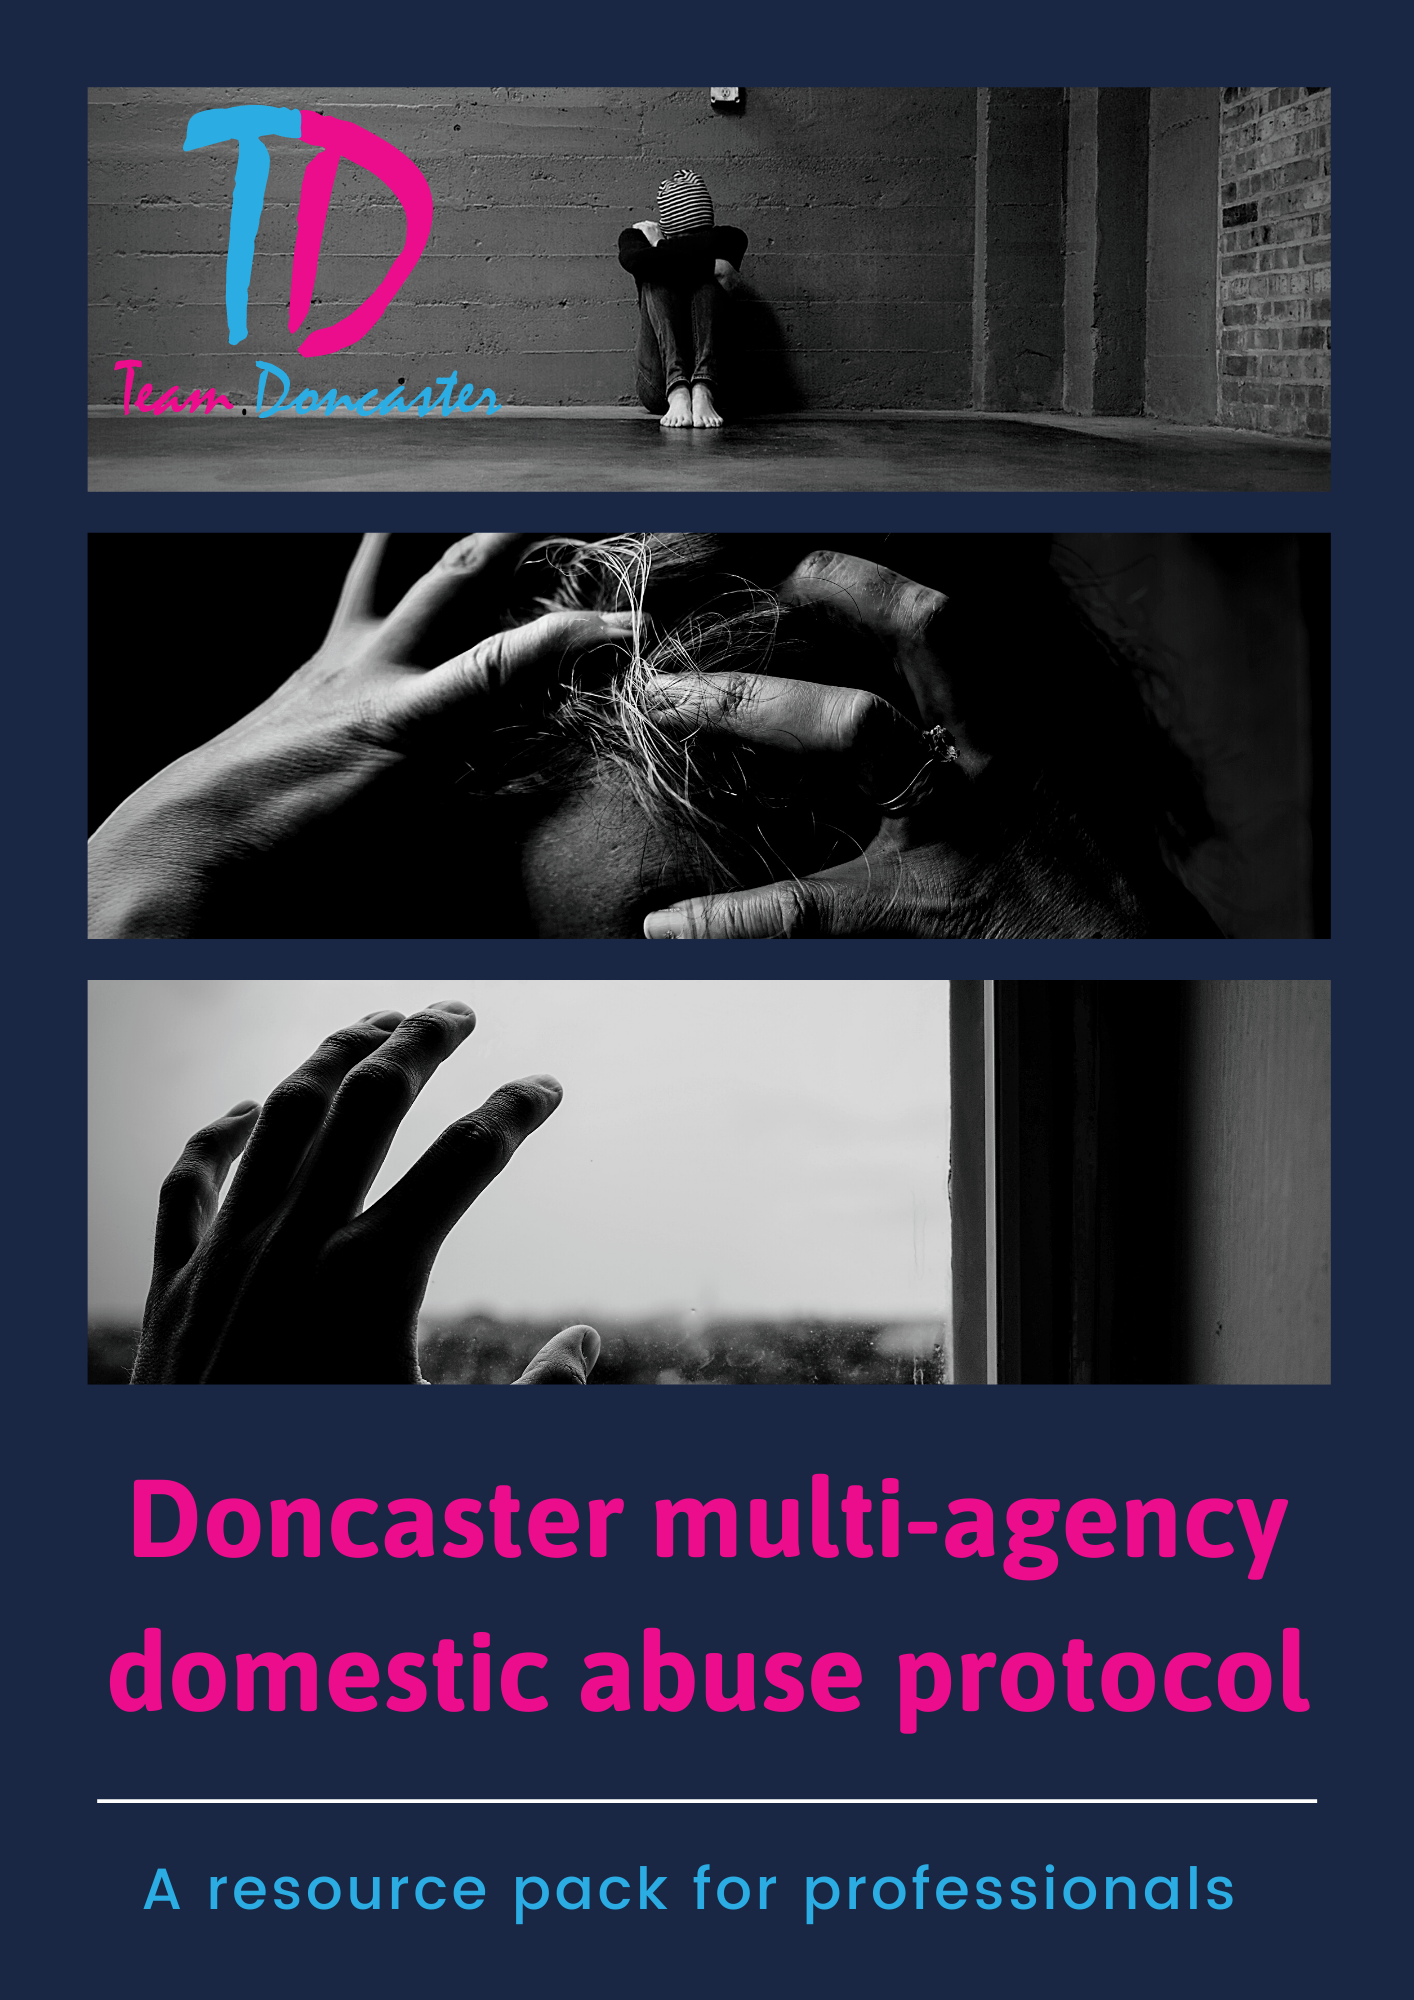 TD
Team Doncaster
Doncaster multi-agency
domestic abuse protocol
A resource pack for professionals